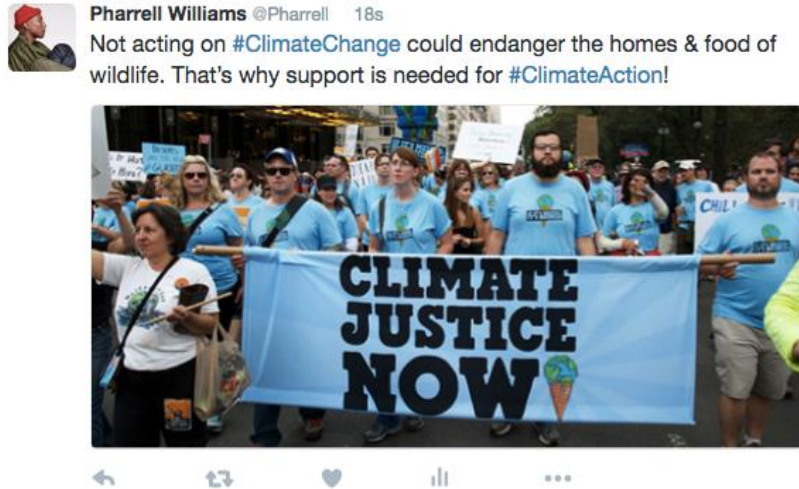 Pharrell Williams @Pharrell 18s
Not acting on #ClimateChange could endanger the homes & food of
wildlife. That's why support is needed for #ClimateAction!
CLIMATE
JUSTICE
NOW
CHILL